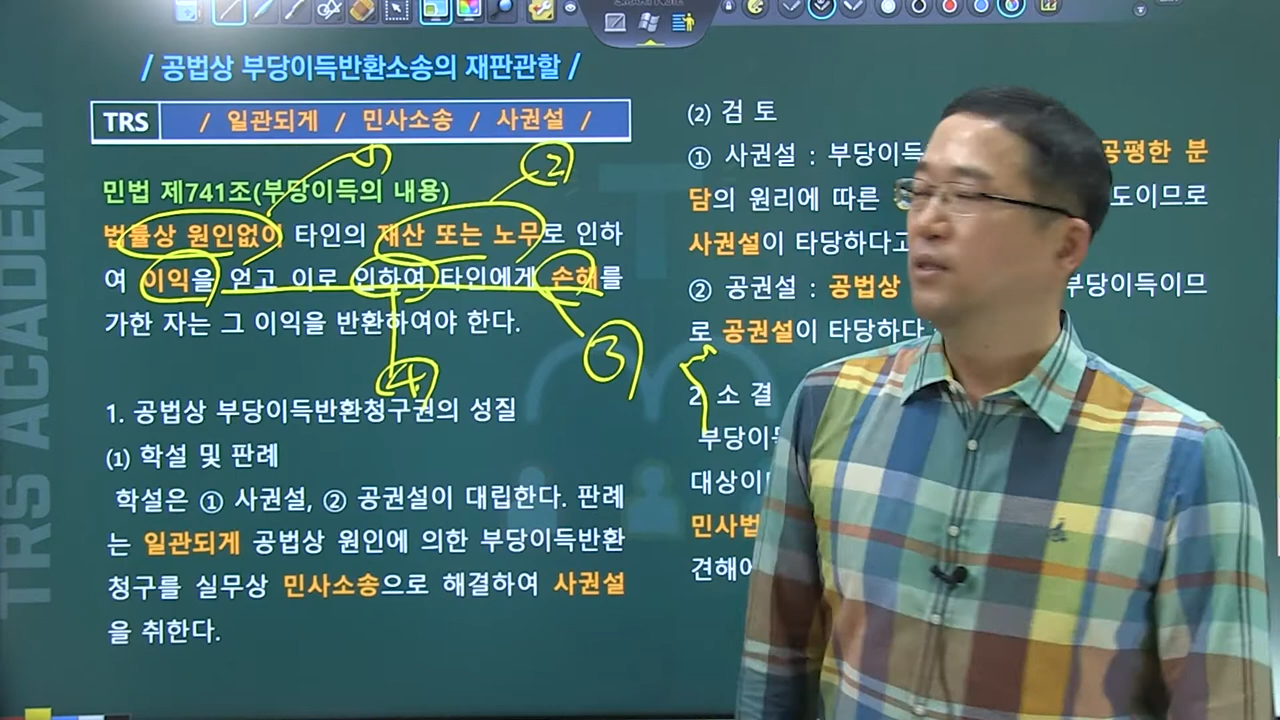 / 공법상 부당이득반환소송의 재판관할 /
TRS / 일관되게 / 민사소송 / 사권설 /
민법 제741조(부당이득의 내용)
법률상 원인없이 타인의 재산 또는 노무로 인하
여 이익을 얻고 이로 인하여 타인에게 손해를
가한 자는 그 이익을 반환하여야 한다.
①
②
③
④
1. 공법상 부당이득반환청구권의 성질
(1) 학설 및 판례
학설은 ① 사권설, ② 공권설이 대립한다. 판례
는 일관되게 공법상 원인에 의한 부당이득반환
청구를 실무상 민사소송으로 해결하여 사권설
을 취한다.
(2) 검 토
① 사권설 : 부당이득 공평한 분
담의 원리에 따른 도이므로
사권설이 타당하다고
② 공권설 : 공법상 부당이득이므
로 공권설이 타당하다
2. 소 결
부당이득
대상이
민사법
견해에
TRS ACADEMY